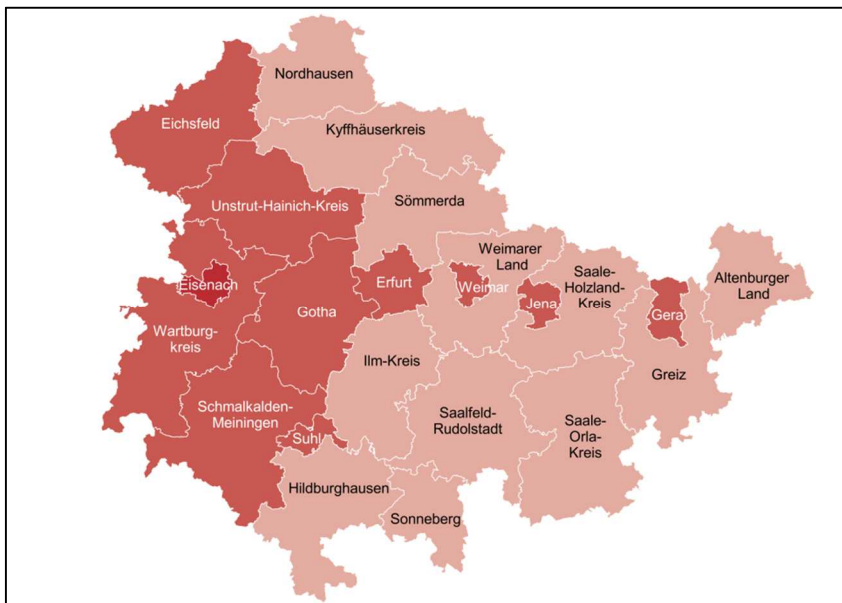 Nordhausen
Eichsfeld
Kyffhäuserkreis
Unstrut-Hainich-Kreis
Sömmerda
Weimarer
Land
Eisenach
Gotha
Erfurt
Weimar
Jena
Saale-
Holzland-
Kreis
Gera
Altenburger
Land
Wartburg-
kreis
Ilm-Kreis
Greiz
Schmalkalden-
Meiningen
Suhl
Saalfeld-
Rudolstadt
Saale-
Orla-
Kreis
Hildburghausen
Sonneberg